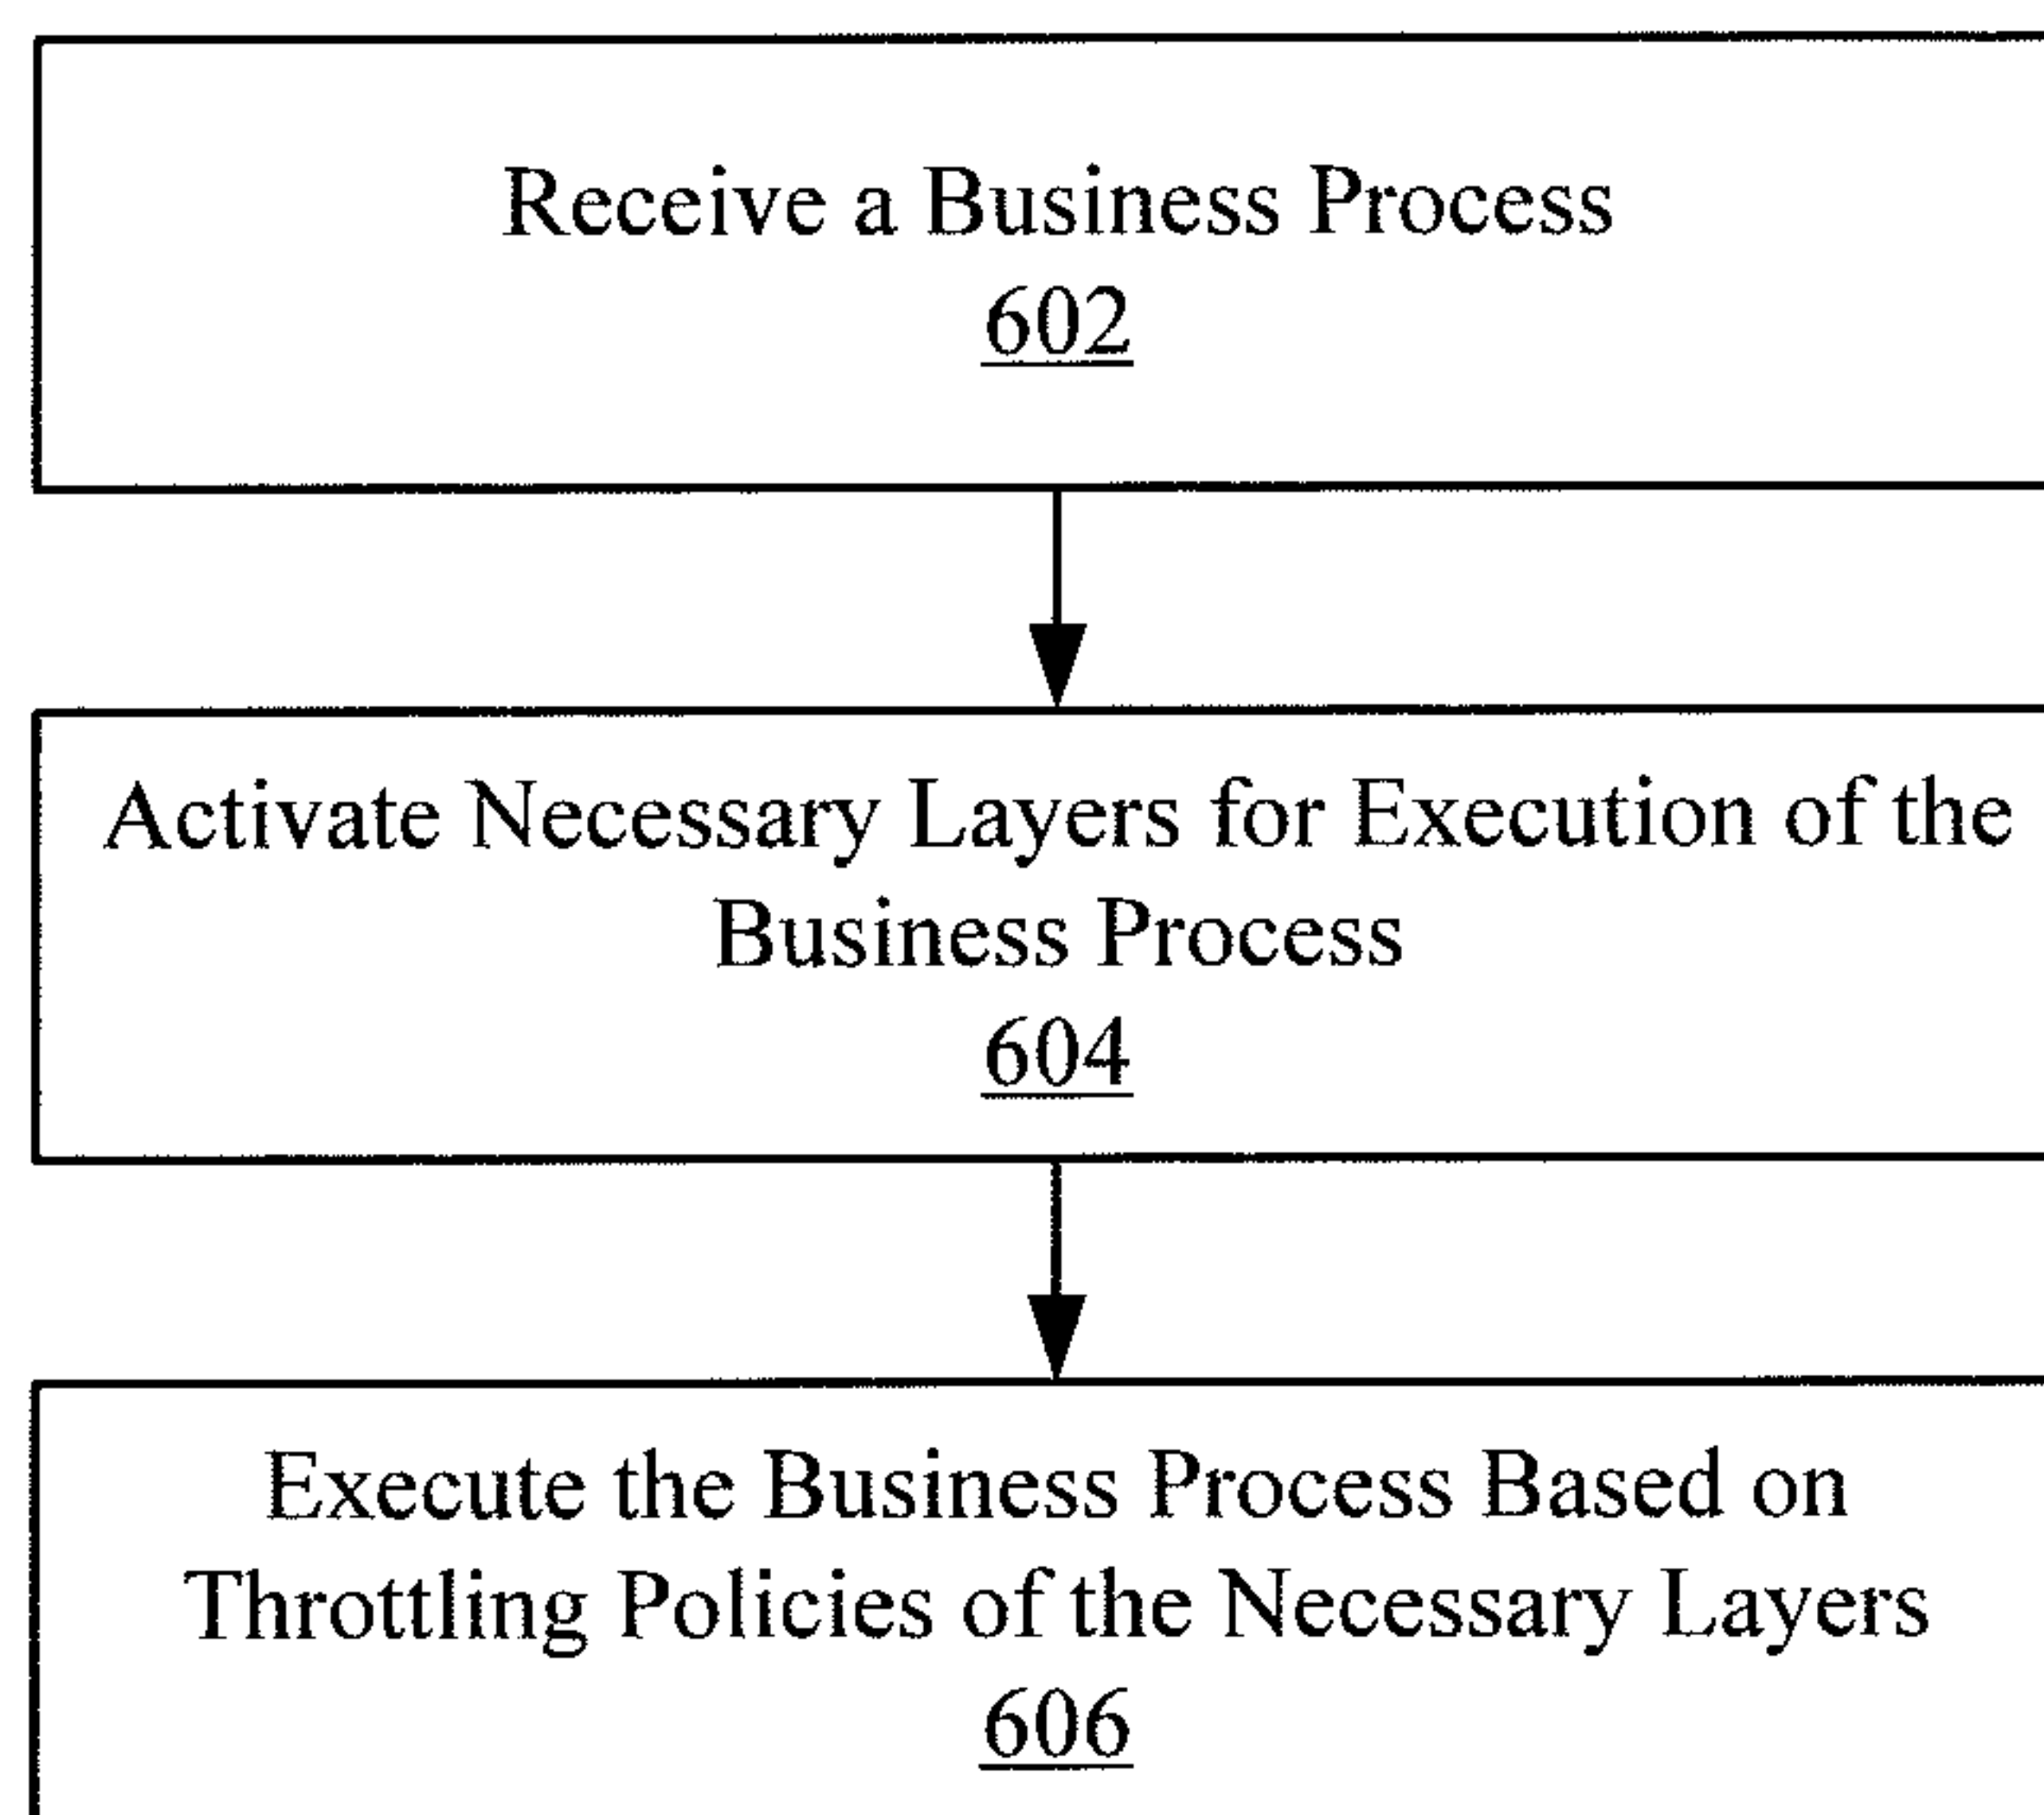 Receive a Business Process
602
Activate Necessary Layers for Execution of the
Business Process
604
Execute the Business Process Based on
Throttling Policies of the Necessary Layers
606